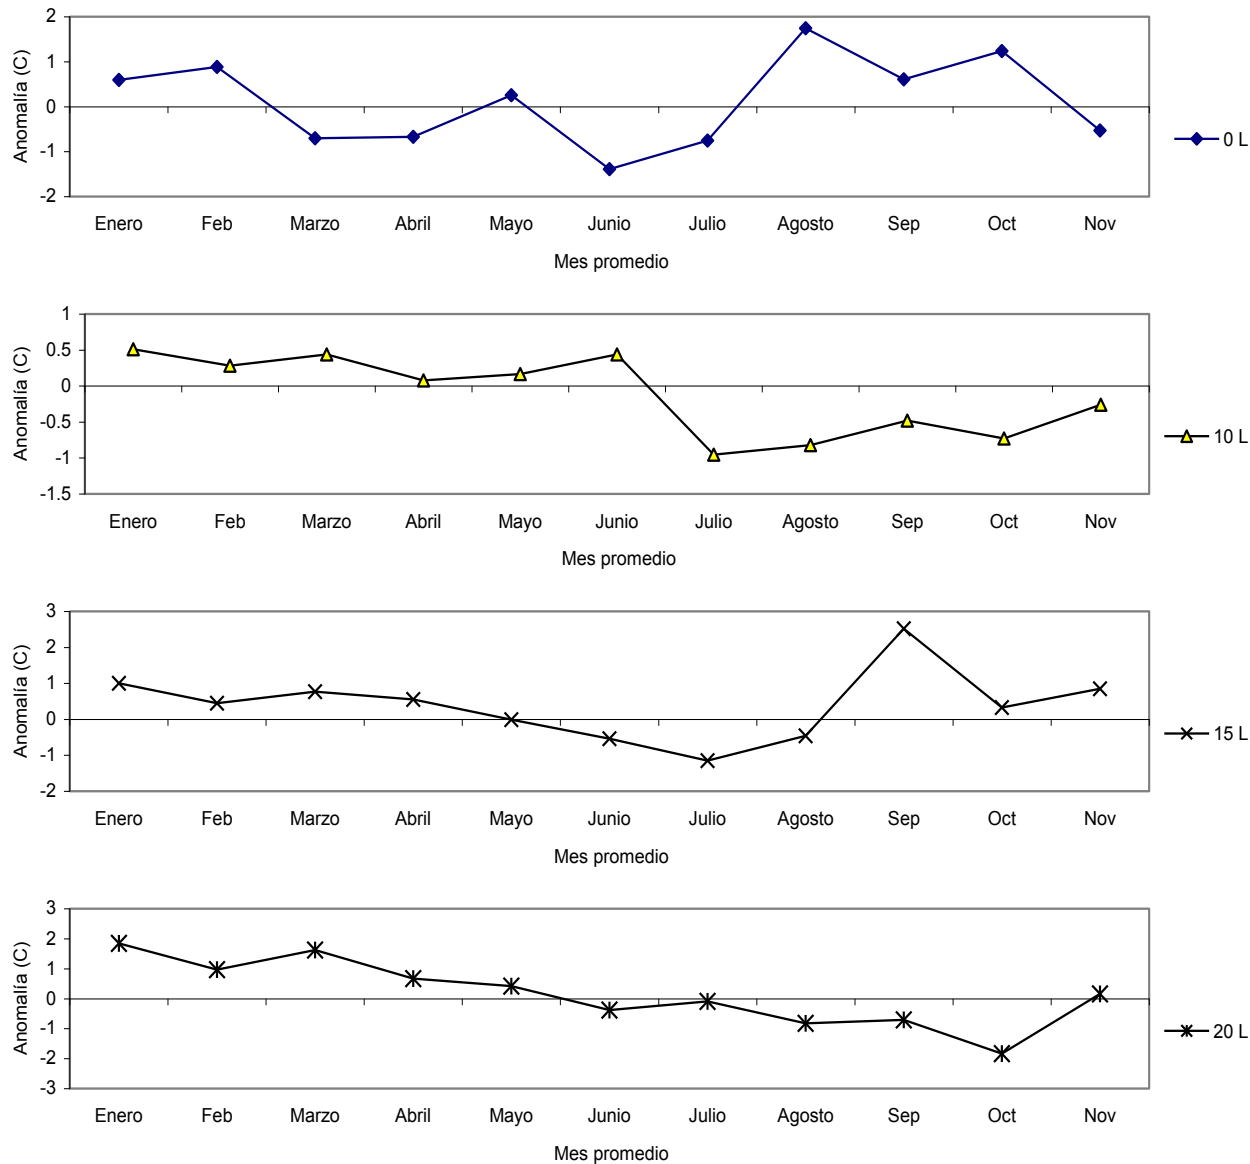 2
1
0
-1
-2
Anomalía (C)
Enero Feb Marzo Abril Mayo Junio Julio Agosto Sep Oct Nov
Mes promedio
0 L
1
0.5
0
-0.5
-1
-1.5
Anomalía (C)
Enero Feb Marzo Abril Mayo Junio Julio Agosto Sep Oct Nov
Mes promedio
10 L
3
2
1
0
-1
-2
Anomalía (C)
Enero Feb Marzo Abril Mayo Junio Julio Agosto Sep Oct Nov
Mes promedio
15 L
3
2
1
0
-1
-2
-3
Anomalía (C)
Enero Feb Marzo Abril Mayo Junio Julio Agosto Sep Oct Nov
Mes promedio
20 L